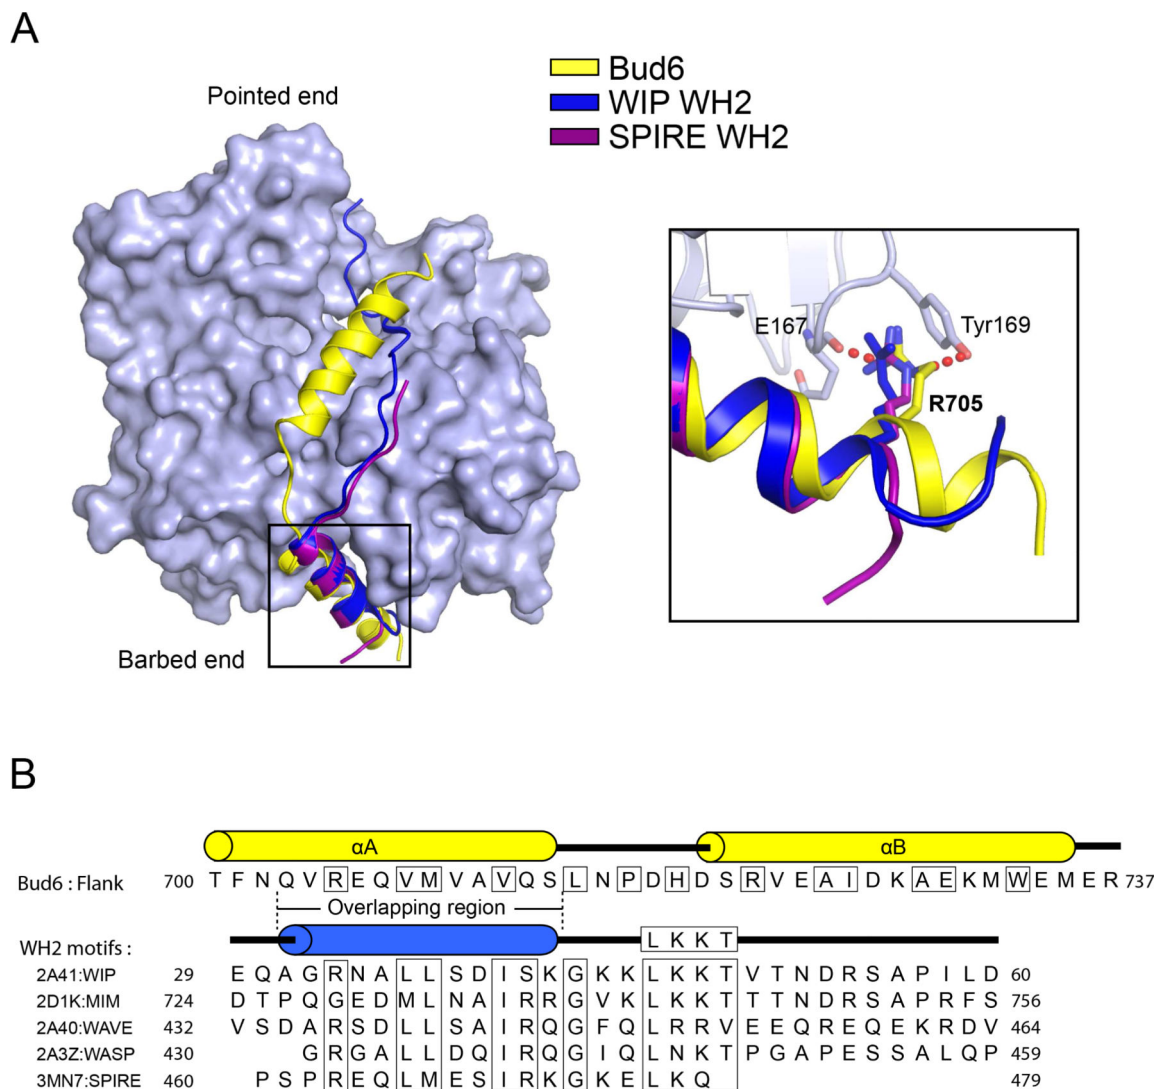 A
Bud6
WIP WH2
SPIRE WH2
Pointed end
Barbed end
E167
Tyr169
R705
B
αA αB
Bud6 : Flank 700 T F N Q V R E Q V M V A V Q S L N P D H D S R V E A I D K A E K M W E M E R 737
Overlapping region
WH2 motifs : L K K T
2A41:WIP 29 E Q A G R N A L L S D I S K G K K L K K T V T N D R S A P I L D 60
2D1K:MIM 724 D T P Q G E D M L N A I R R G V K L K K T T T N D R S A P R F S 756
2A40:WAVE 432 V S D A R S D L L S A I R Q G F Q L R R V E E Q R E Q E K R D V 464
2A3Z:WASP 430 G R G A L L D Q I R Q G I Q L N K T P G A P E S S A L Q P 459
3MN7:SPIRE 460 P S P R E Q L M E S I R K G K E L K Q 479